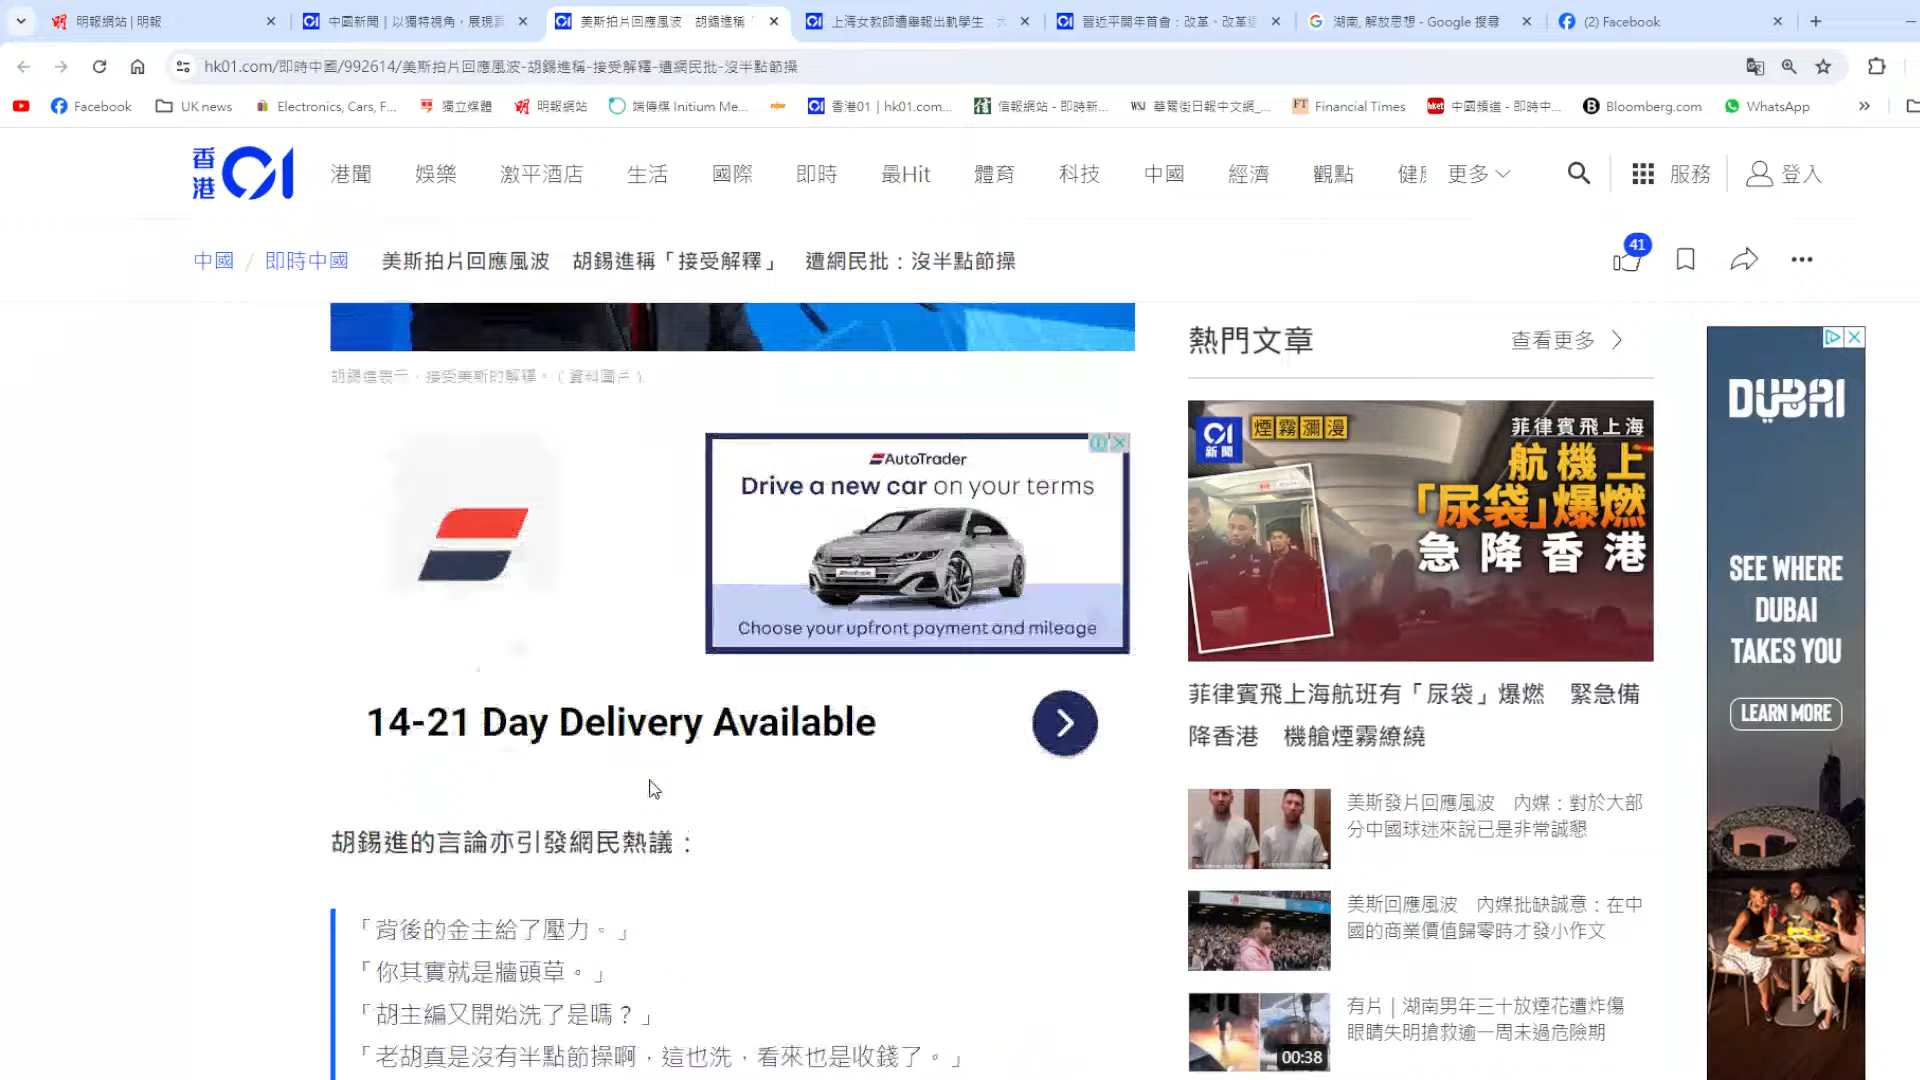 明報網站 | 明報
中國新聞｜以獨特視角，展現
美斯拍片回應風波　胡錫進稱「
上海女教師遭舉報出軌學生
習近平開年首會：改革、改革
湖南, 解放思想 - Google 搜尋
(2) Facebook
hk01.com/即時中國/992614/美斯拍片回應風波-胡錫進稱-接受解釋-遭網民批-沒半點節操
Facebook
UK news
Electronics, Cars, F...
獨立媒體
明報網站
端傳媒 Initium Me...
香港01 | hk01.com...
信報網站 - 即時新...
WSJ
華爾街日報中文網_...
FT
Financial Times
hket
中國頻道 - 即時中...
Bloomberg.com
WhatsApp
香港01
港聞
娛樂
激平酒店
生活
國際
即時
最Hit
體育
科技
中國
經濟
觀點
健
更多
服務
登入
中國 / 即時中國
美斯拍片回應風波　胡錫進稱「接受解釋」　遭網民批：沒半點節操
41
胡錫進表示，接受美斯的解釋。（資料圖片）
AutoTrader
Drive a new car on your terms
Choose your upfront payment and mileage
14-21 Day Delivery Available
胡錫進的言論亦引發網民熱議：
「背後的金主給了壓力。」
「你其實就是牆頭草。」
「胡主編又開始洗了是嗎？」
「老胡真是沒有半點節操啊，這也洗，看來也是收錢了。」
熱門文章
查看更多
01
新聞
煙霧瀰漫
菲律賓飛上海
航機上
「尿袋」爆燃
急降香港
菲律賓飛上海航班有「尿袋」爆燃　緊急備
降香港　機艙煙霧繚繞
美斯發片回應風波　內媒：對於大部
分中國球迷來說已是非常誠懇
美斯回應風波　內媒批缺誠意：在中
國的商業價值歸零時才發小作文
有片｜湖南男年三十放煙花遭炸傷
眼睛失明搶救逾一周未過危險期
00:38
DUBAI
SEE WHERE
DUBAI
TAKES YOU
LEARN MORE